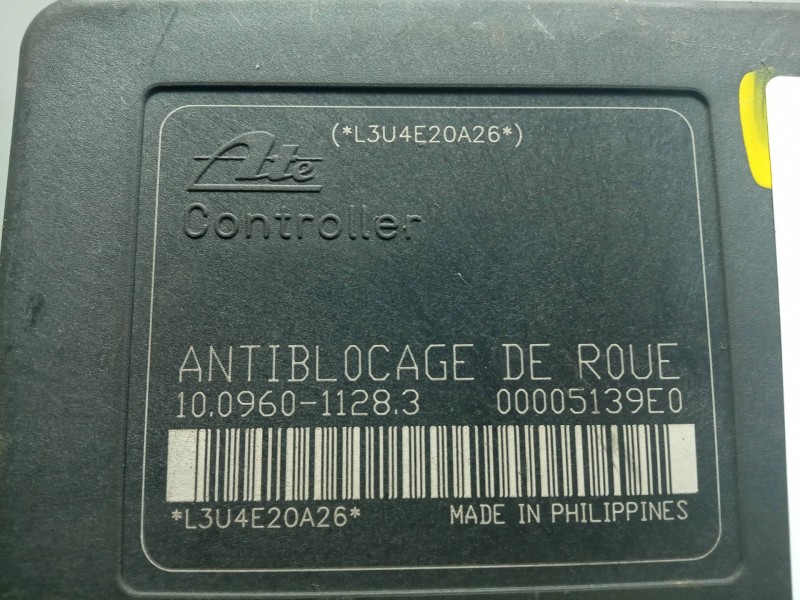 (*L3U4E20A26*)
Ate
Controller
ANTIBLOCAGE DE ROUE
10.0960-1128.3 00005139E0
*L3U4E20A26* MADE IN PHILIPPINES